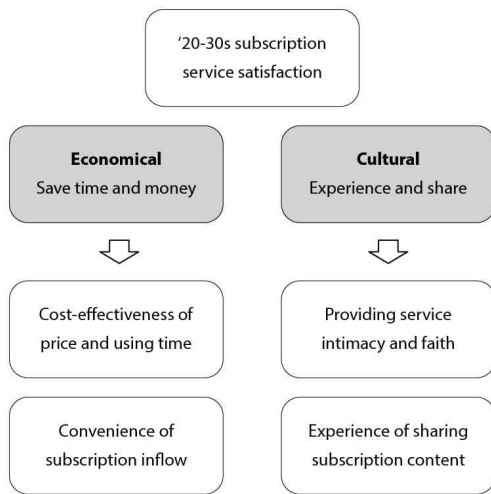 ‘20-30s subscription
service satisfaction
Economical
Save time and money
Cultural
Experience and share
Cost-effectiveness of
price and using time
Providing service
intimacy and faith
Convenience of
subscription inflow
Experience of sharing
subscription content